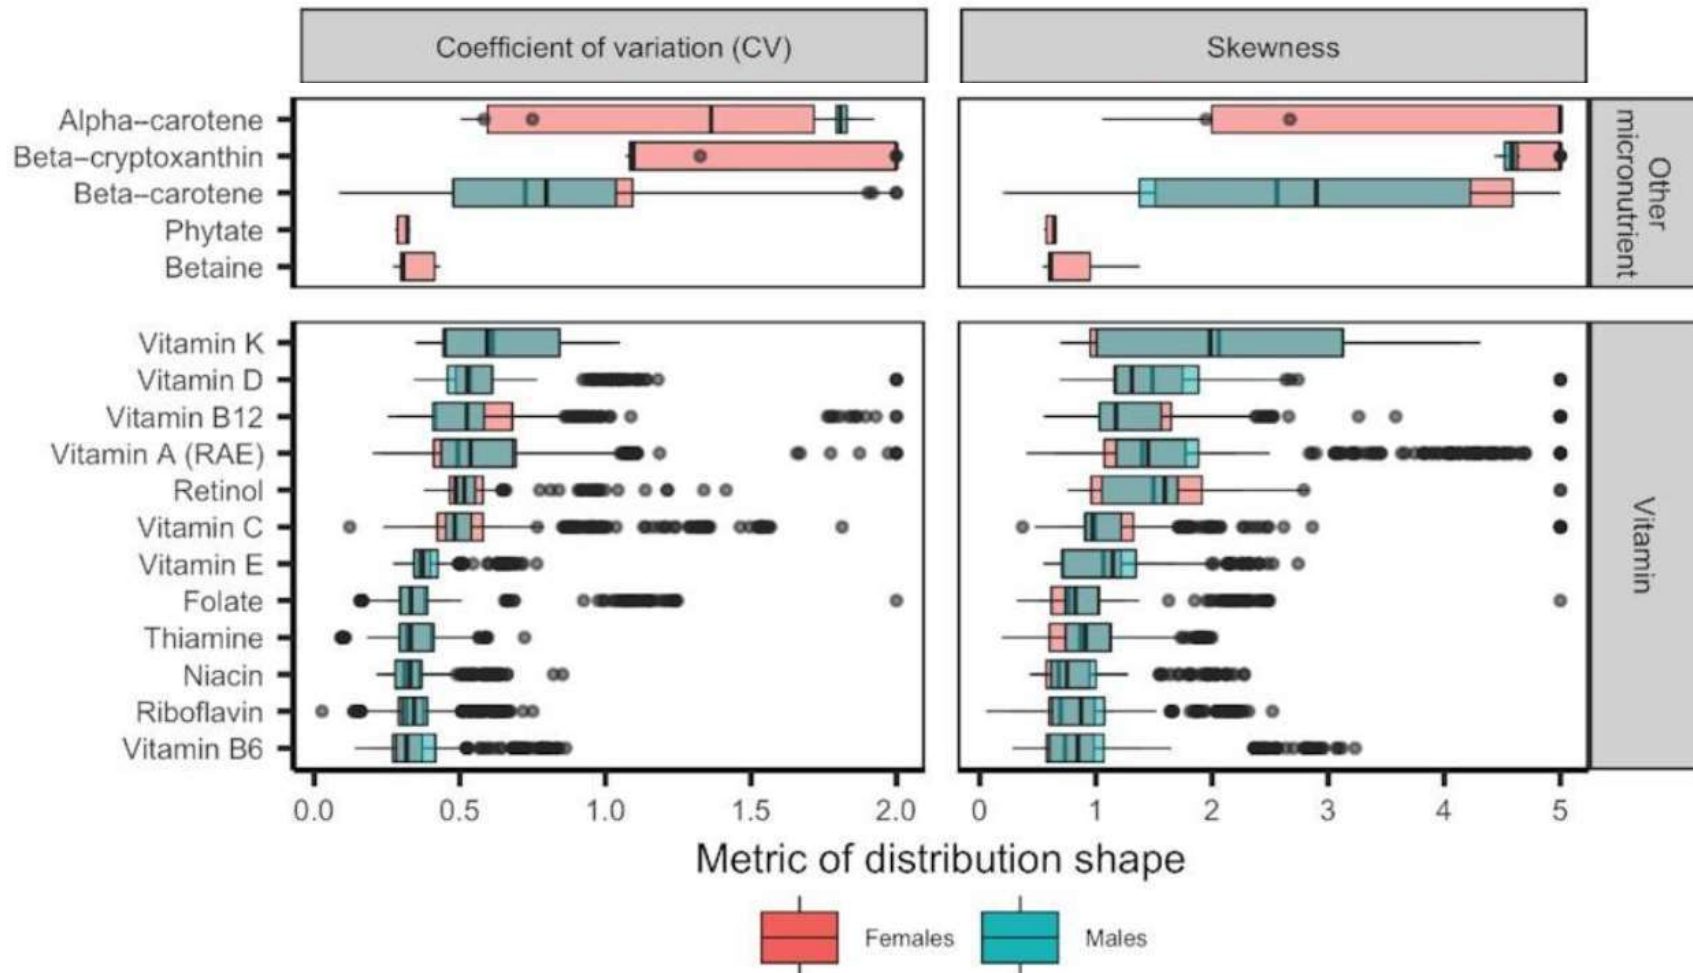 Coefficient of variation (CV)
Skewness
Alpha−carotene
Beta−cryptoxanthin
Beta−carotene
Phytate
Betaine
Other
micronutrient
Vitamin K
Vitamin D
Vitamin B12
Vitamin A (RAE)
Retinol
Vitamin C
Vitamin E
Folate
Thiamine
Niacin
Riboflavin
Vitamin B6
Vitamin
0.0 0.5 1.0 1.5 2.0
0 1 2 3 4 5
Metric of distribution shape
Females
Males